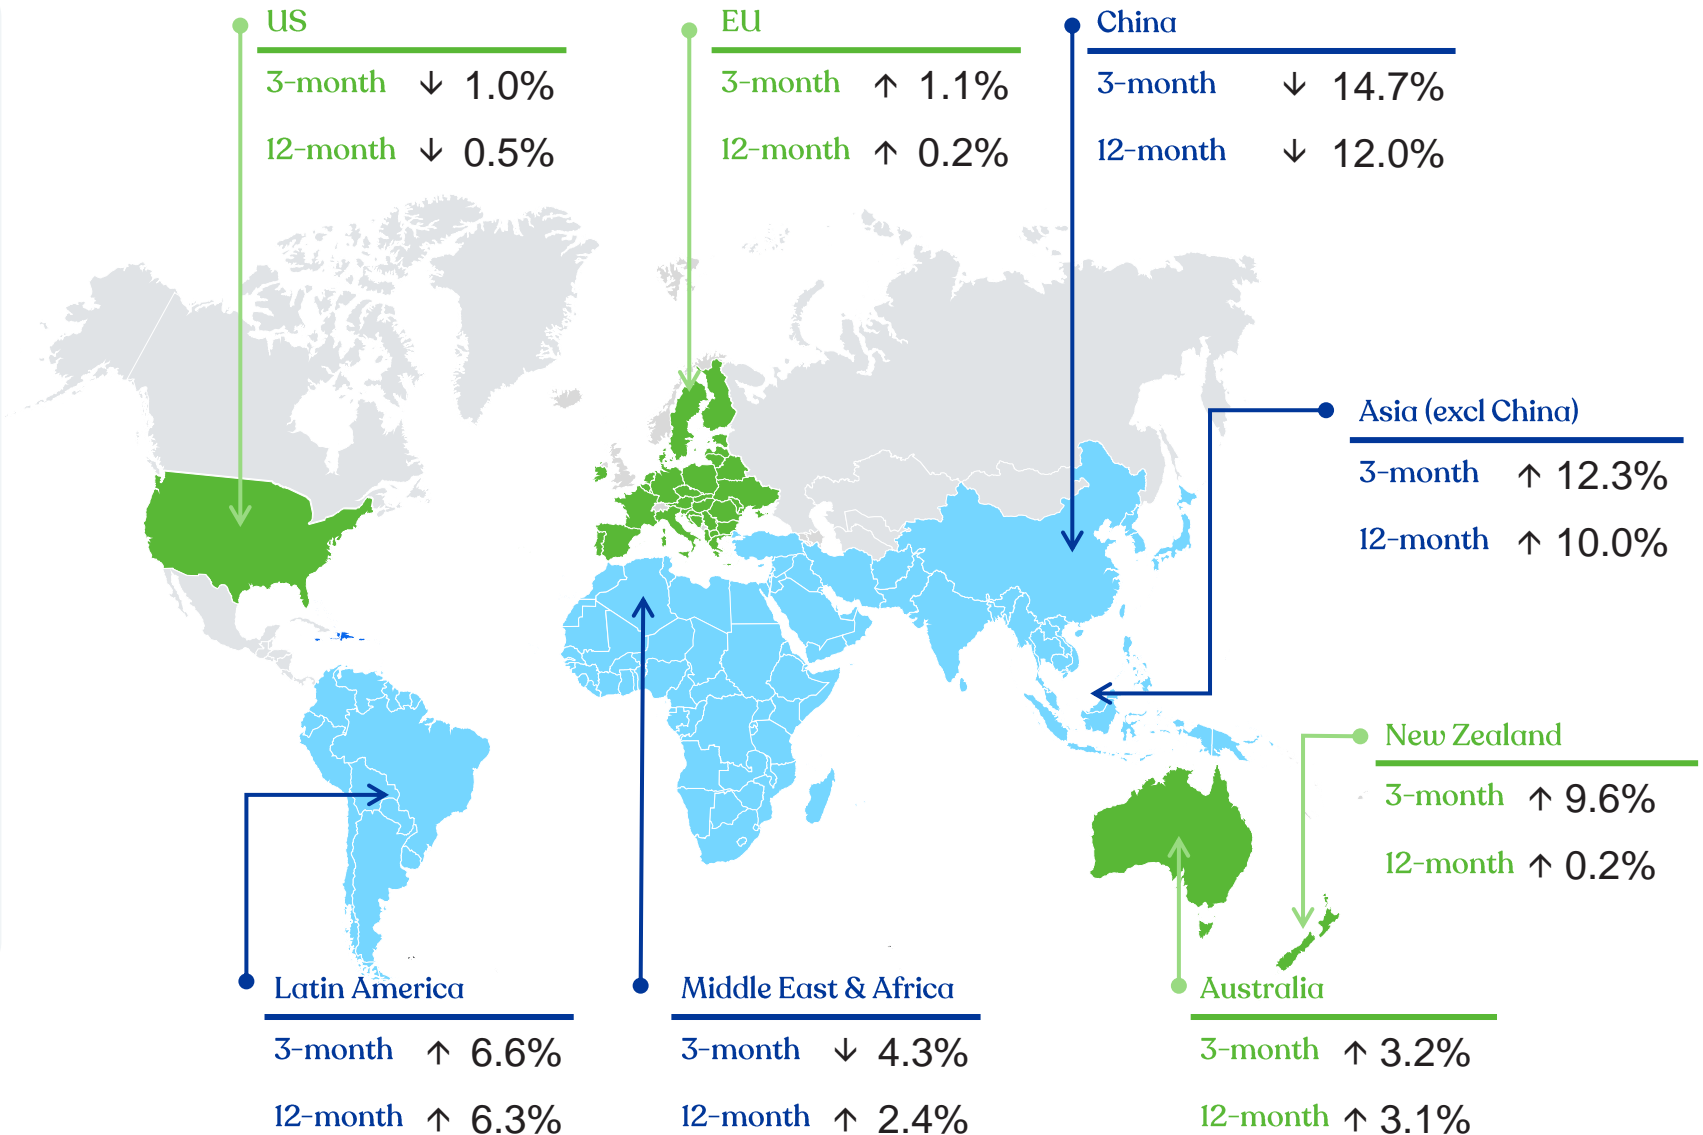 US
3-month ↓ 1.0%
12-month ↓ 0.5%
EU
3-month ↑ 1.1%
12-month ↑ 0.2%
China
3-month ↓ 14.7%
12-month ↓ 12.0%
Asia (excl China)
3-month ↑ 12.3%
12-month ↑ 10.0%
New Zealand
3-month ↑ 9.6%
12-month ↑ 0.2%
Latin America
3-month ↑ 6.6%
12-month ↑ 6.3%
Middle East & Africa
3-month ↓ 4.3%
12-month ↑ 2.4%
Australia
3-month ↑ 3.2%
12-month ↑ 3.1%